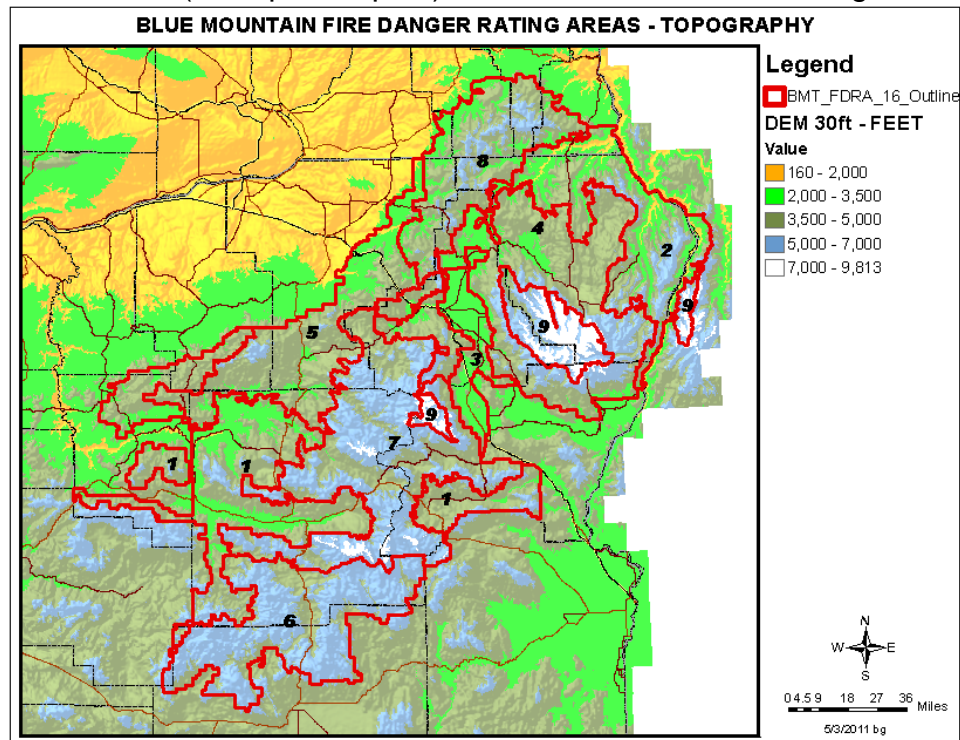 BLUE MOUNTAIN FIRE DANGER RATING AREAS - TOPOGRAPHY
Legend
BMT_FDRA_16_Outline
DEM 30ft - FEET
Value
160 - 2,000
2,000 - 3,500
3,500 - 5,000
5,000 - 7,000
7,000 - 9,813
8
4
2
9
9
5
3
9
7
1
1
1
6
N
W E
S
0 4.5 9 18 27 36 Miles
5/3/2011 bg